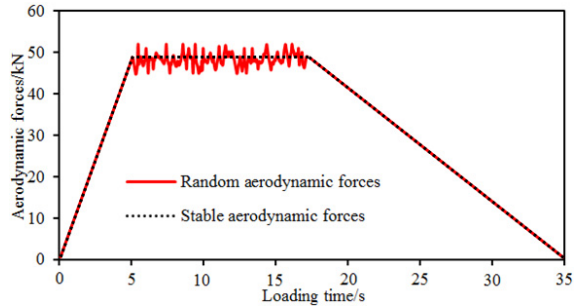 Aerodynamic forces/kN
60
50
40
30
20
10
0
Random aerodynamic forces
Stable aerodynamic forces
0 5 10 15 20 25 30 35
Loading time/s